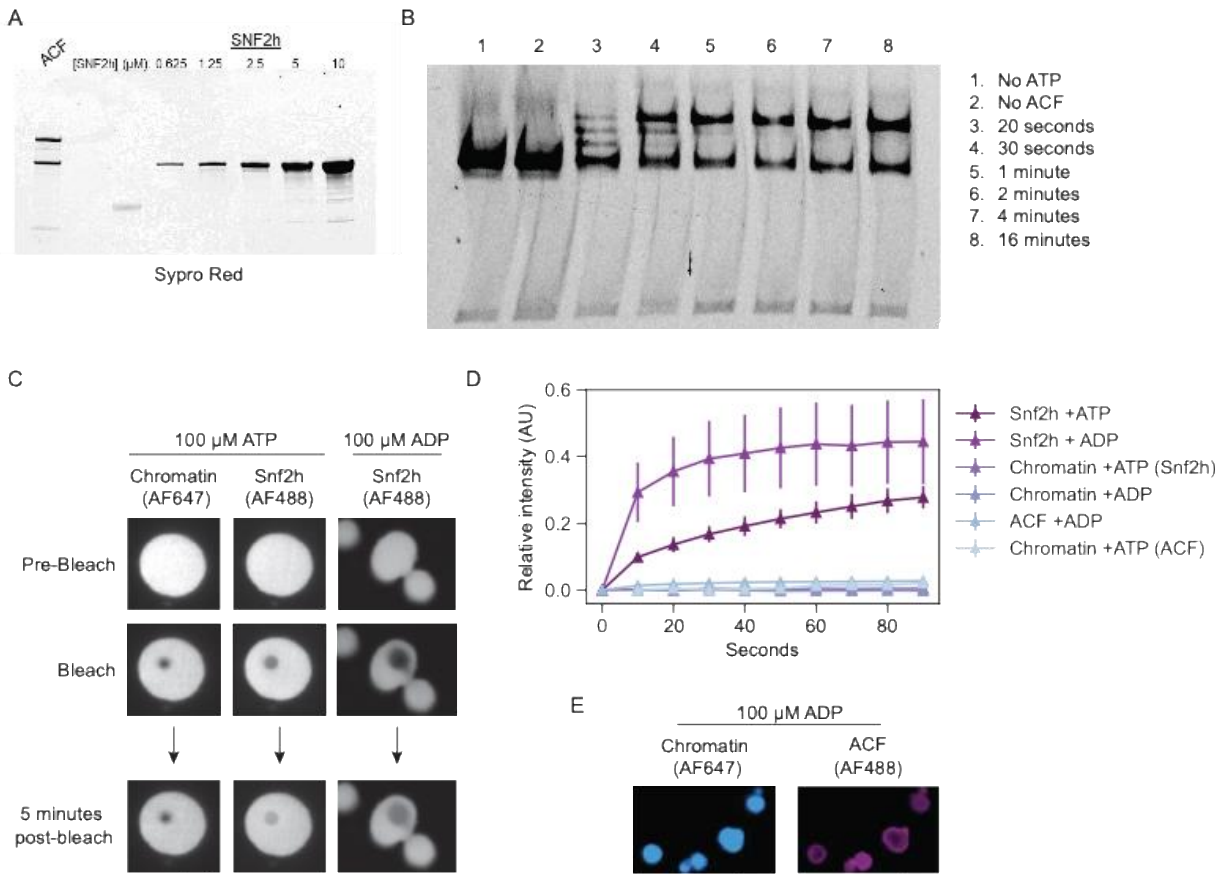 A
ACF
SNF2h
[SNF2h] (µM): 0.625 1.25 2.5 5 10
Sypro Red
B
1 2 3 4 5 6 7 8
1. No ATP
2. No ACF
3. 20 seconds
4. 30 seconds
5. 1 minute
6. 2 minutes
7. 4 minutes
8. 16 minutes
C
100 µM ATP 100 µM ADP
Chromatin (AF647)
Snf2h (AF488)
Snf2h (AF488)
Pre-Bleach
Bleach
5 minutes
post-bleach
D
Relative intensity (AU)
0.6
0.4
0.2
0.0
0 20 40 60 80
Seconds
Snf2h +ATP
Snf2h + ADP
Chromatin +ATP (Snf2h)
Chromatin +ADP
ACF +ADP
Chromatin +ATP (ACF)
E
100 µM ADP
Chromatin (AF647)
ACF (AF488)